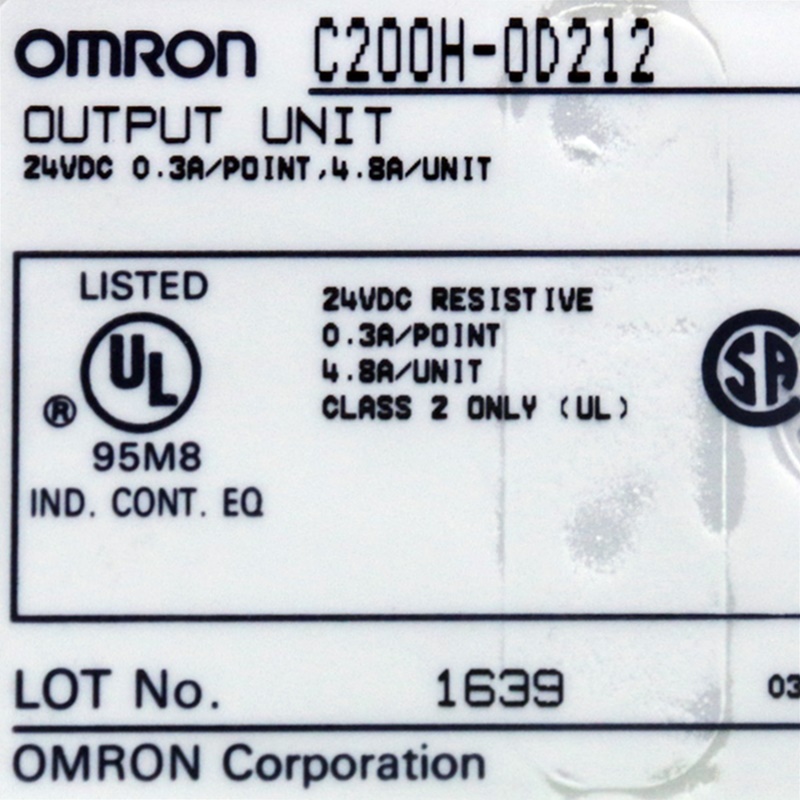 OMRON C200H-OD212
OUTPUT UNIT
24VDC 0.3A/POINT,4.8A/UNIT
LISTED
UL
®
95M8
IND. CONT. EQ
24VDC RESISTIVE
0.3A/POINT
4.8A/UNIT
CLASS 2 ONLY (UL)
SA
LOT No. 1639 03
OMRON Corporation